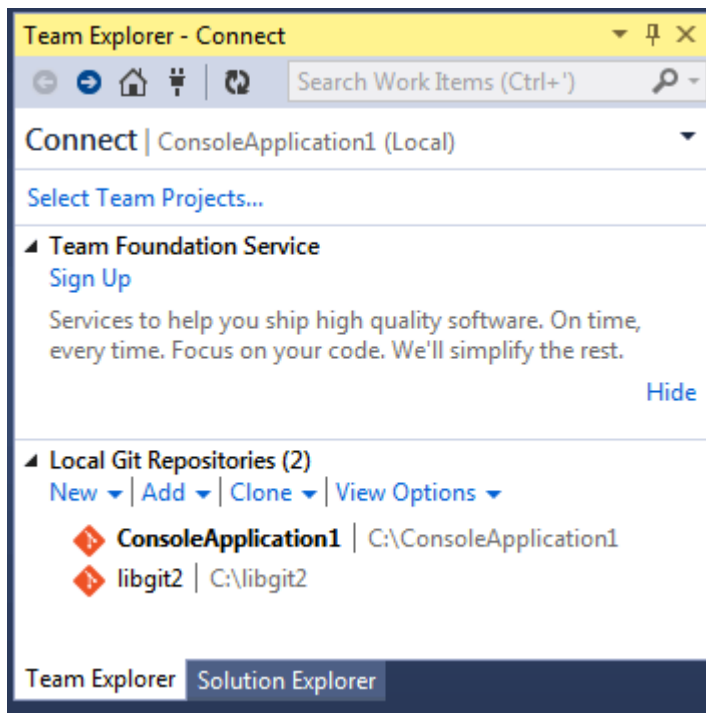 Team Explorer - Connect
Search Work Items (Ctrl+')
Connect | ConsoleApplication1 (Local)
Select Team Projects...
Team Foundation Service
Sign Up
Services to help you ship high quality software. On time,
every time. Focus on your code. We'll simplify the rest.
Hide
Local Git Repositories (2)
New | Add | Clone | View Options
ConsoleApplication1 | C:\ConsoleApplication1
libgit2 | C:\libgit2
Team Explorer Solution Explorer